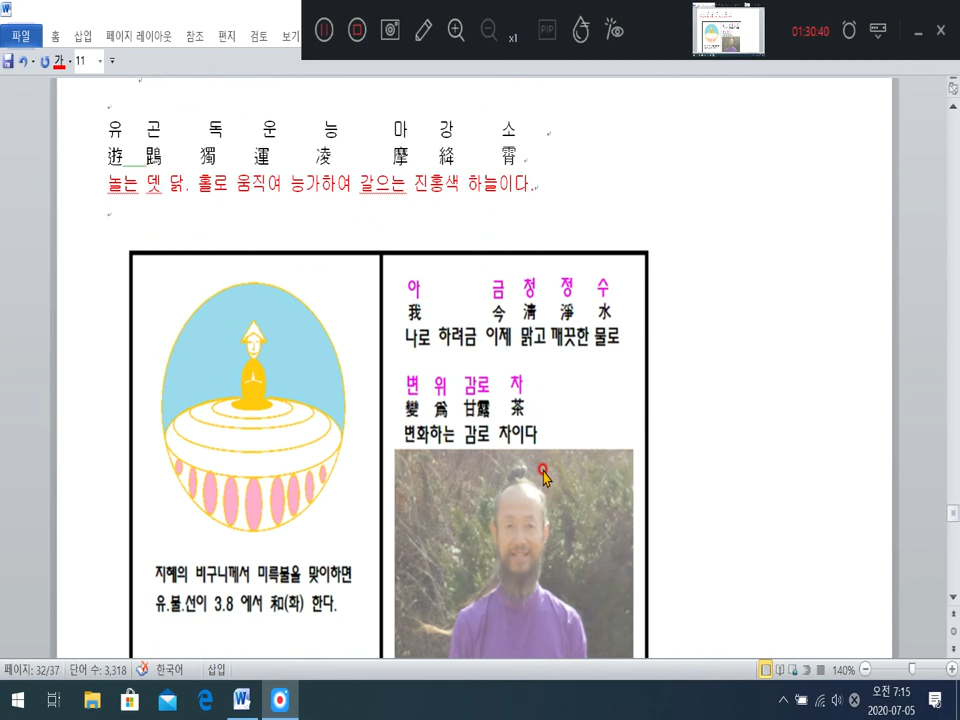 파일 홈 삽입 페이지 레이아웃 참조 편지 검토 보기
x1 PIP 01:30:40
가 11
유 곤 독 운 능 마 강 소
遊 鵾 獨 運 凌 摩 絳 霄
놀는 뎃 닭. 홀로 움직여 능가하여 갈으는 진홍색 하늘이다.
아 금 청 정 수
我 今 淸 淨 水
나로 하려금 이제 맑고 깨끗한 물로
변 위 감로 차
變 爲 甘露 茶
변화하는 감로 차이다
지혜의 비구니께서 미륵불을 맞이하면
유.불.선이 3.8 에서 和(화) 한다.
페이지: 32/37 단어 수: 3,318 한국어 삽입 140%
오전 7:15
2020-07-05